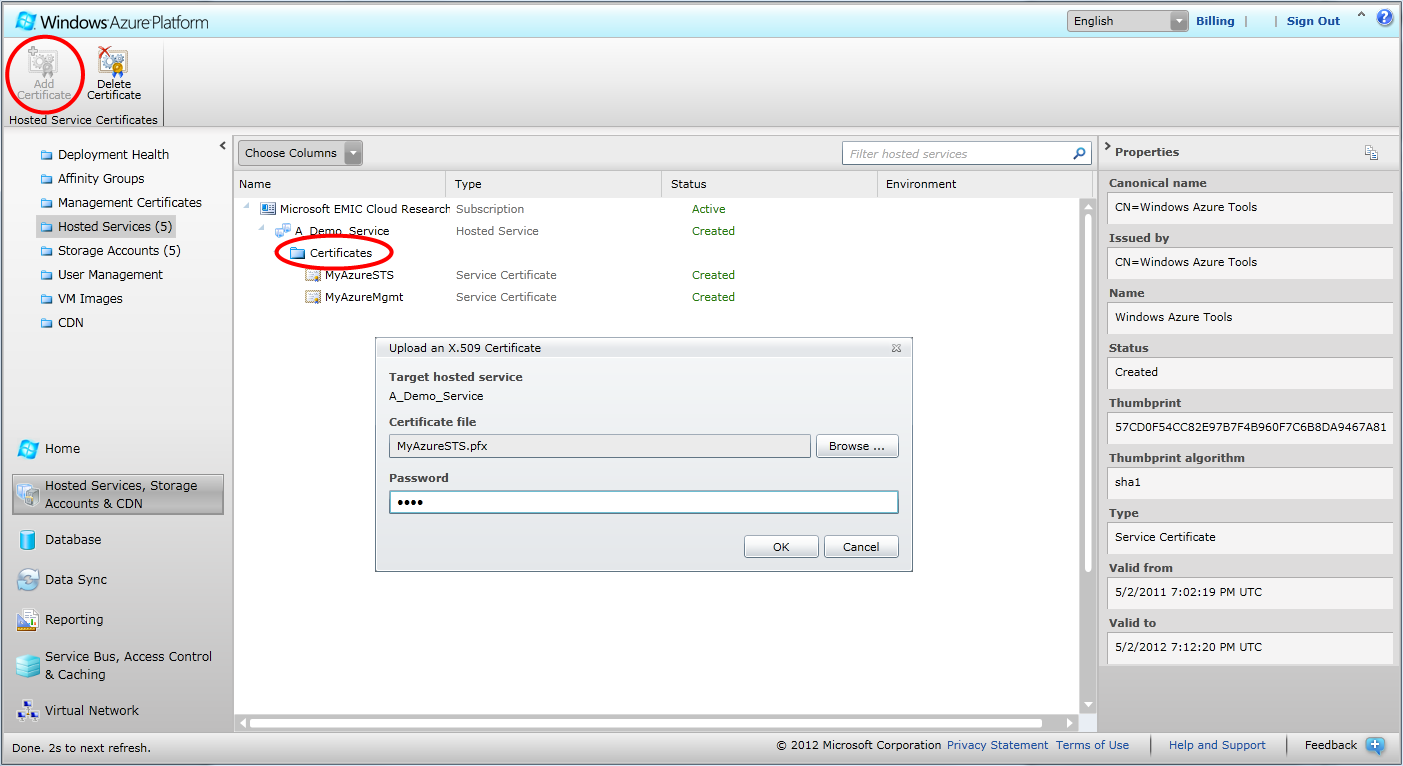 Windows Azure Platform
English
Billing | | Sign Out
Add Certificate
Delete Certificate
Hosted Service Certificates
Deployment Health
Affinity Groups
Management Certificates
Hosted Services (5)
Storage Accounts (5)
User Management
VM Images
CDN
Home
Hosted Services, Storage
Accounts & CDN
Database
Data Sync
Reporting
Service Bus, Access Control
& Caching
Virtual Network
Choose Columns
Filter hosted services
Name Type Status Environment
Microsoft EMIC Cloud Research Subscription Active
A_Demo_Service Hosted Service Created
Certificates
MyAzureSTS Service Certificate Created
MyAzureMgmt Service Certificate Created
Upload an X.509 Certificate
Target hosted service
A_Demo_Service
Certificate file
MyAzureSTS.pfx Browse ...
Password
••••
OK Cancel
Properties
Canonical name
CN=Windows Azure Tools
Issued by
CN=Windows Azure Tools
Name
Windows Azure Tools
Status
Created
Thumbprint
57CD0F54CC82E97B7F4B960F7C6B8DA9467A81
Thumbprint algorithm
sha1
Type
Service Certificate
Valid from
5/2/2011 7:02:19 PM UTC
Valid to
5/2/2012 7:12:20 PM UTC
Done. 2s to next refresh.
© 2012 Microsoft Corporation Privacy Statement Terms of Use | Help and Support | Feedback